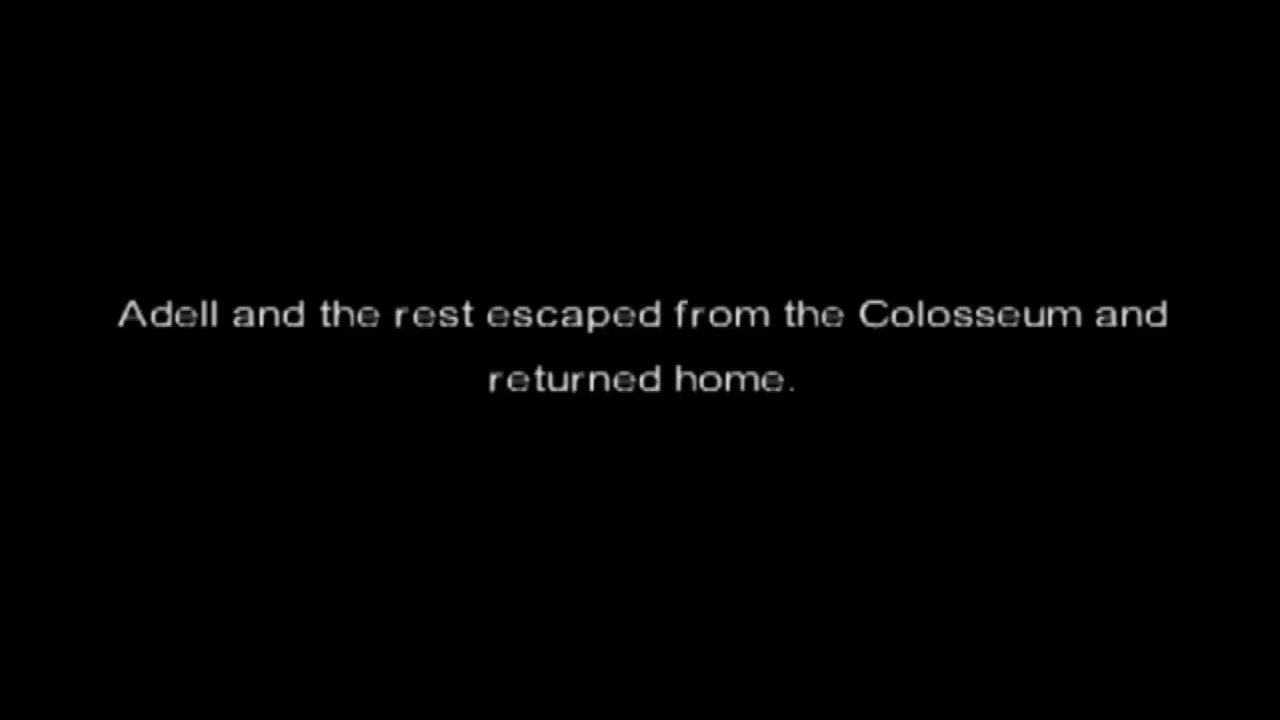 Adell and the rest escaped from the Colosseum and
returned home.